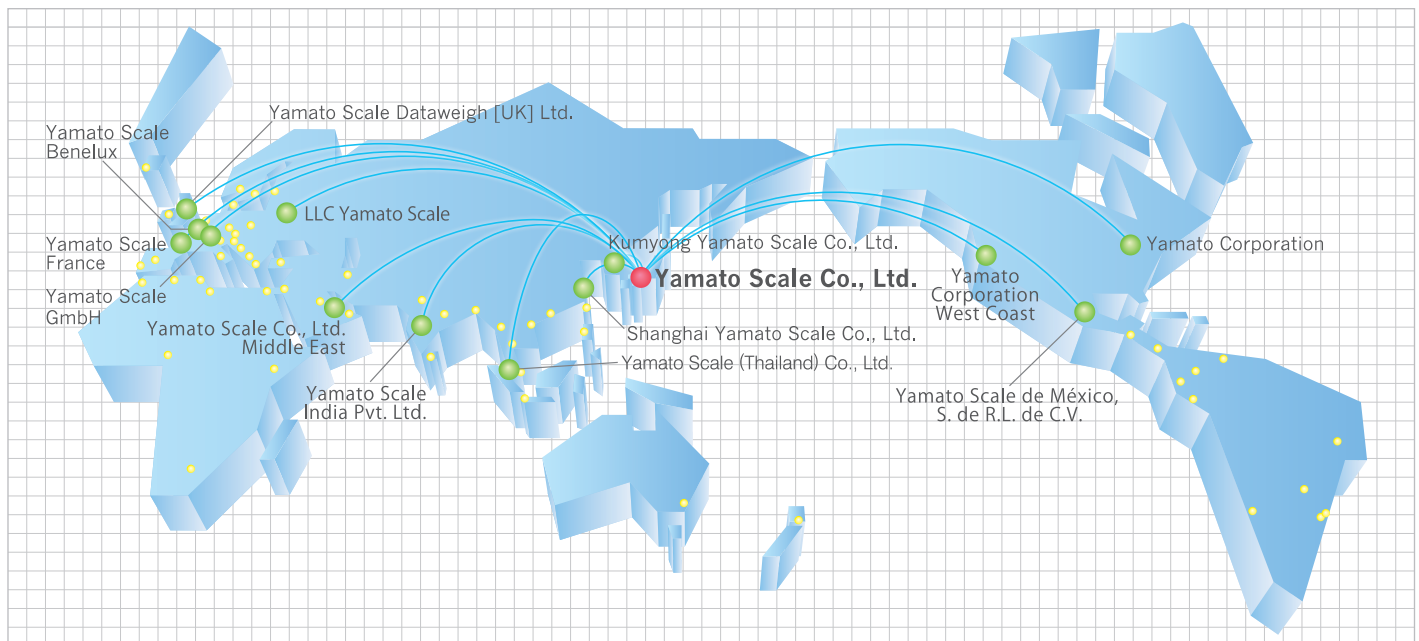 Yamato Scale Dataweigh [UK] Ltd.
Yamato Scale
Benelux
LLC Yamato Scale
Yamato Scale
France
Yamato Scale
GmbH
Yamato Scale Co., Ltd.
Middle East
Yamato Scale
India Pvt. Ltd.
Kumyong Yamato Scale Co., Ltd.
Yamato Scale Co., Ltd.
Shanghai Yamato Scale Co., Ltd.
Yamato Scale (Thailand) Co., Ltd.
Yamato Corporation
Yamato
Corporation
West Coast
Yamato Scale de México,
S. de R.L. de C.V.